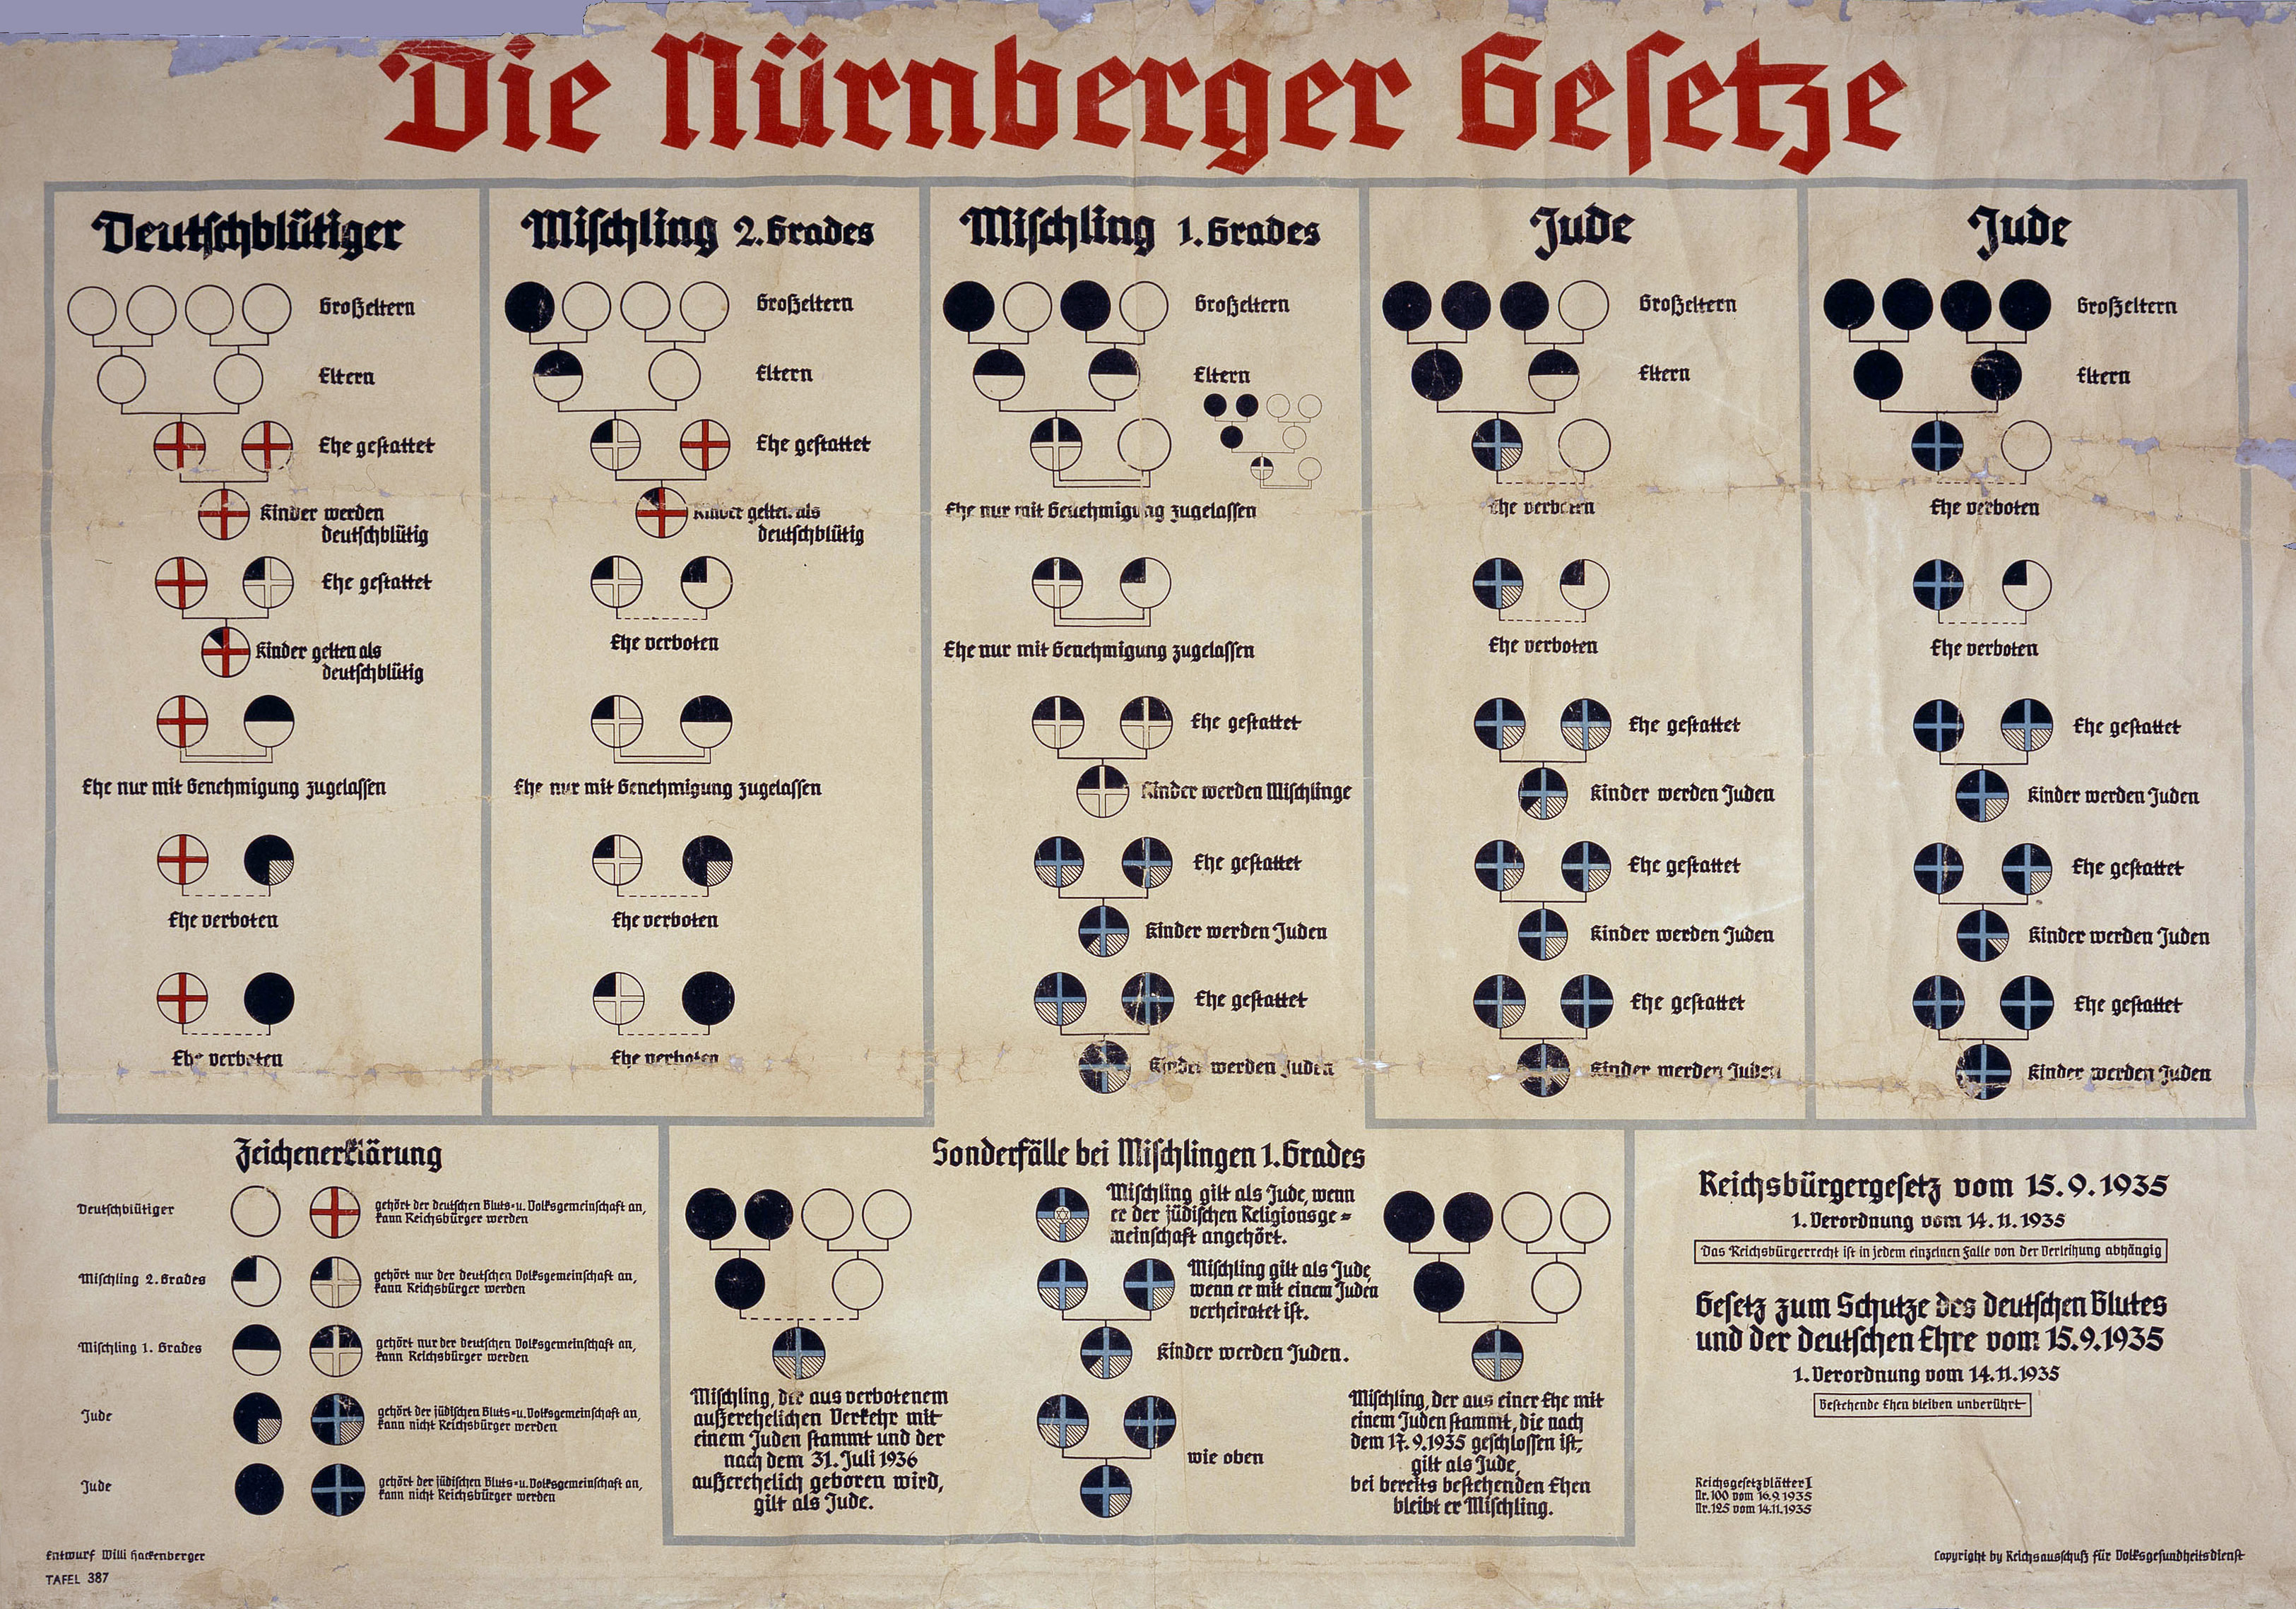 Die Nürnberger Gesetze
Deutschblütiger
Großeltern
Eltern
Ehe gestattet
Kinder werden
deutschblütig
Ehe gestattet
Kinder gelten als
deutschblütig
Ehe nur mit Genehmigung zugelassen
Ehe verboten
Ehe verboten
Mischling 2. Grades
Großeltern
Eltern
Ehe gestattet
Kinder gelten als
deutschblütig
Ehe verboten
Ehe nur mit Genehmigung zugelassen
Ehe verboten
Ehe verboten
Mischling 1. Grades
Großeltern
Eltern
Ehe nur mit Genehmigung zugelassen
Ehe nur mit Genehmigung zugelassen
Ehe gestattet
Kinder werden Mischlinge
Ehe gestattet
Kinder werden Juden
Ehe gestattet
Kinder werden Juden
Jude
Großeltern
Eltern
Ehe verboten
Ehe verboten
Ehe gestattet
Kinder werden Juden
Ehe gestattet
Kinder werden Juden
Ehe gestattet
Kinder werden Juden
Jude
Großeltern
Eltern
Ehe verboten
Ehe verboten
Ehe gestattet
Kinder werden Juden
Ehe gestattet
Kinder werden Juden
Ehe gestattet
Kinder werden Juden
Zeichenerklärung
Deutschblütiger
gehört der deutschen Bluts=u. Volksgemeinschaft an,
kann Reichsbürger werden
Mischling 2. Grades
gehört nur der deutschen Volksgemeinschaft an,
kann Reichsbürger werden
Mischling 1. Grades
gehört nur der deutschen Volksgemeinschaft an,
kann Reichsbürger werden
Jude
gehört der jüdischen Bluts=u. Volksgemeinschaft an,
kann nicht Reichsbürger werden
Jude
gehört der jüdischen Bluts=u. Volksgemeinschaft an,
kann nicht Reichsbürger werden
Entwurf Willi Hackenberger
TAFEL 387
Sonderfälle bei Mischlingen 1. Grades
Mischling, der aus verbotenem
außerehelichen Verkehr mit
einem Juden stammt und der
nach dem 31. Juli 1936
außerehelich geboren wird,
gilt als Jude.
Mischling gilt als Jude, wenn
er der jüdischen Religionsge=
meinschaft angehört.
Mischling gilt als Jude,
wenn er mit einem Juden
verheiratet ist.
Kinder werden Juden.
wie oben
Mischling, der aus einer Ehe mit
einem Juden stammt, die nach
dem 17. 9. 1935 geschlossen ist,
gilt als Jude,
bei bereits bestehenden Ehen
bleibt er Mischling.
Reichsbürgergesetz vom 15. 9. 1935
1. Verordnung vom 14. 11. 1935
Das Reichsbürgerrecht ist in jedem einzelnen Falle von der Verleihung abhängig
Gesetz zum Schutze des deutschen Blutes
und der deutschen Ehre vom 15. 9. 1935
1. Verordnung vom 14. 11. 1935
Bestehende Ehen bleiben unberührt
Reichsgesetzblätter I
Nr. 100 vom 16. 9. 1935
Nr. 125 vom 14. 11. 1935
Copyright by Reichsausschuß für Volksgesundheitsdienst